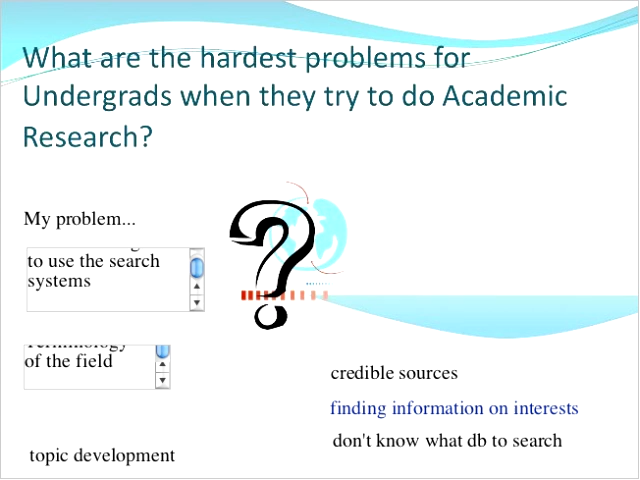 What are the hardest problems for
Undergrads when they try to do Academic
Research?
My problem...
to use the search
systems
Terminology
of the field
topic development
credible sources
finding information on interests
don't know what db to search